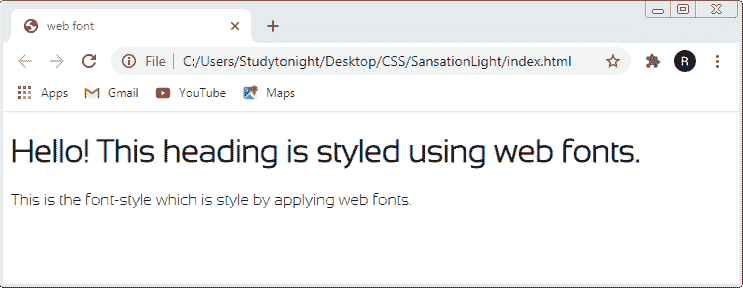 web font
File C:/Users/Studytonight/Desktop/CSS/SansationLight/index.html R
Apps Gmail YouTube Maps
Hello! This heading is styled using web fonts.
This is the font-style which is style by applying web fonts.